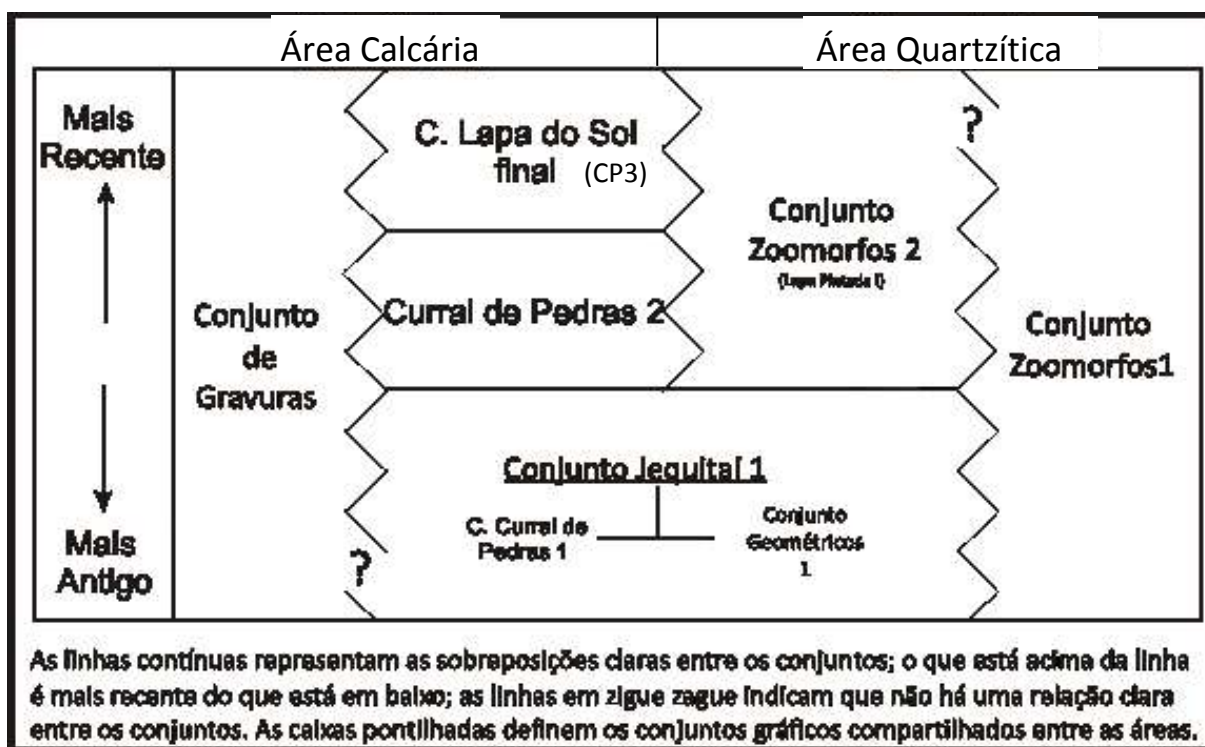 Área Calcária
Área Quartzítica
Mais
Recente
Mais
Antigo
Conjunto
de
Gravuras
?
C. Lapa do Sol
final (CP3)
Curral de Pedras 2
Conjunto
Zoomorfos 2
(Lapa Pintada I)
?
Conjunto
Zoomorfos1
Conjunto Jequitaí 1
C. Curral de
Pedras 1
Conjunto
Geométricos
1
As linhas contínuas representam as sobreposições claras entre os conjuntos; o que está acima da linha
é mais recente do que está em baixo; as linhas em zigue zague indicam que não há uma relação clara
entre os conjuntos. As caixas pontilhadas definem os conjuntos gráficos compartilhados entre as áreas.